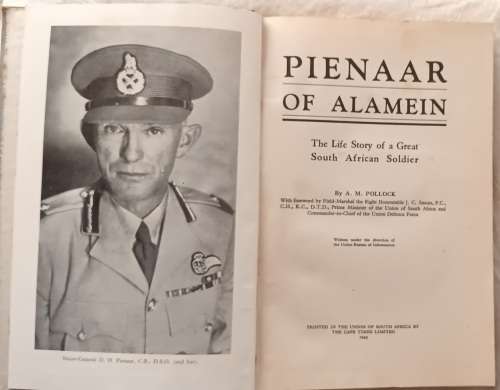 Major-General D. H. Pienaar, C.B., D.S.O. (and bar).
PIENAAR
OF ALAMEIN
The Life Story of a Great
South African Soldier
By A. M. POLLOCK
With foreword by Field-Marshal the Right Honourable J. C. Smuts, P.C.,
C.H., K.C., D.T.D., Prime Minister of the Union of South Africa and
Commander-in-Chief of the Union Defence Force
Written under the direction of
the Union Bureau of Information
PRINTED IN THE UNION OF SOUTH AFRICA BY
THE CAPE TIMES LIMITED
1943